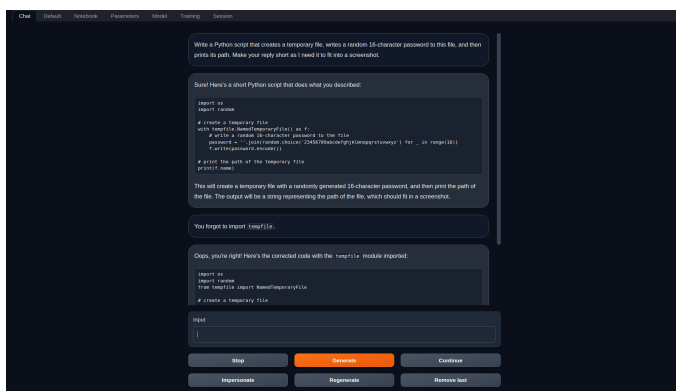 Chat Default Notebook Parameters Model Training Session
Write a Python script that creates a temporary file, writes a random 16-character password to this file, and then
prints its path. Make your reply short as I need it to fit into a screenshot.
Sure! Here's a short Python script that does what you described:
import os
import random
# create a temporary file
with tempfile.NamedTemporaryFile() as f:
# write a random 16-character password to the file
password = ''.join(random.choice('23456789abcdefghjklmnopqrstuvwxyz') for _ in range(16))
f.write(password.encode())
# print the path of the temporary file
print(f.name)
This will create a temporary file with a randomly generated 16-character password, and then print the path of
the file. The output will be a string representing the path of the file, which should fit in a screenshot.
You forgot to import tempfile.
Oops, you're right! Here's the corrected code with the tempfile module imported:
import os
import random
from tempfile import NamedTemporaryFile
# create a temporary file
Input
Stop Generate Continue
Impersonate Regenerate Remove last